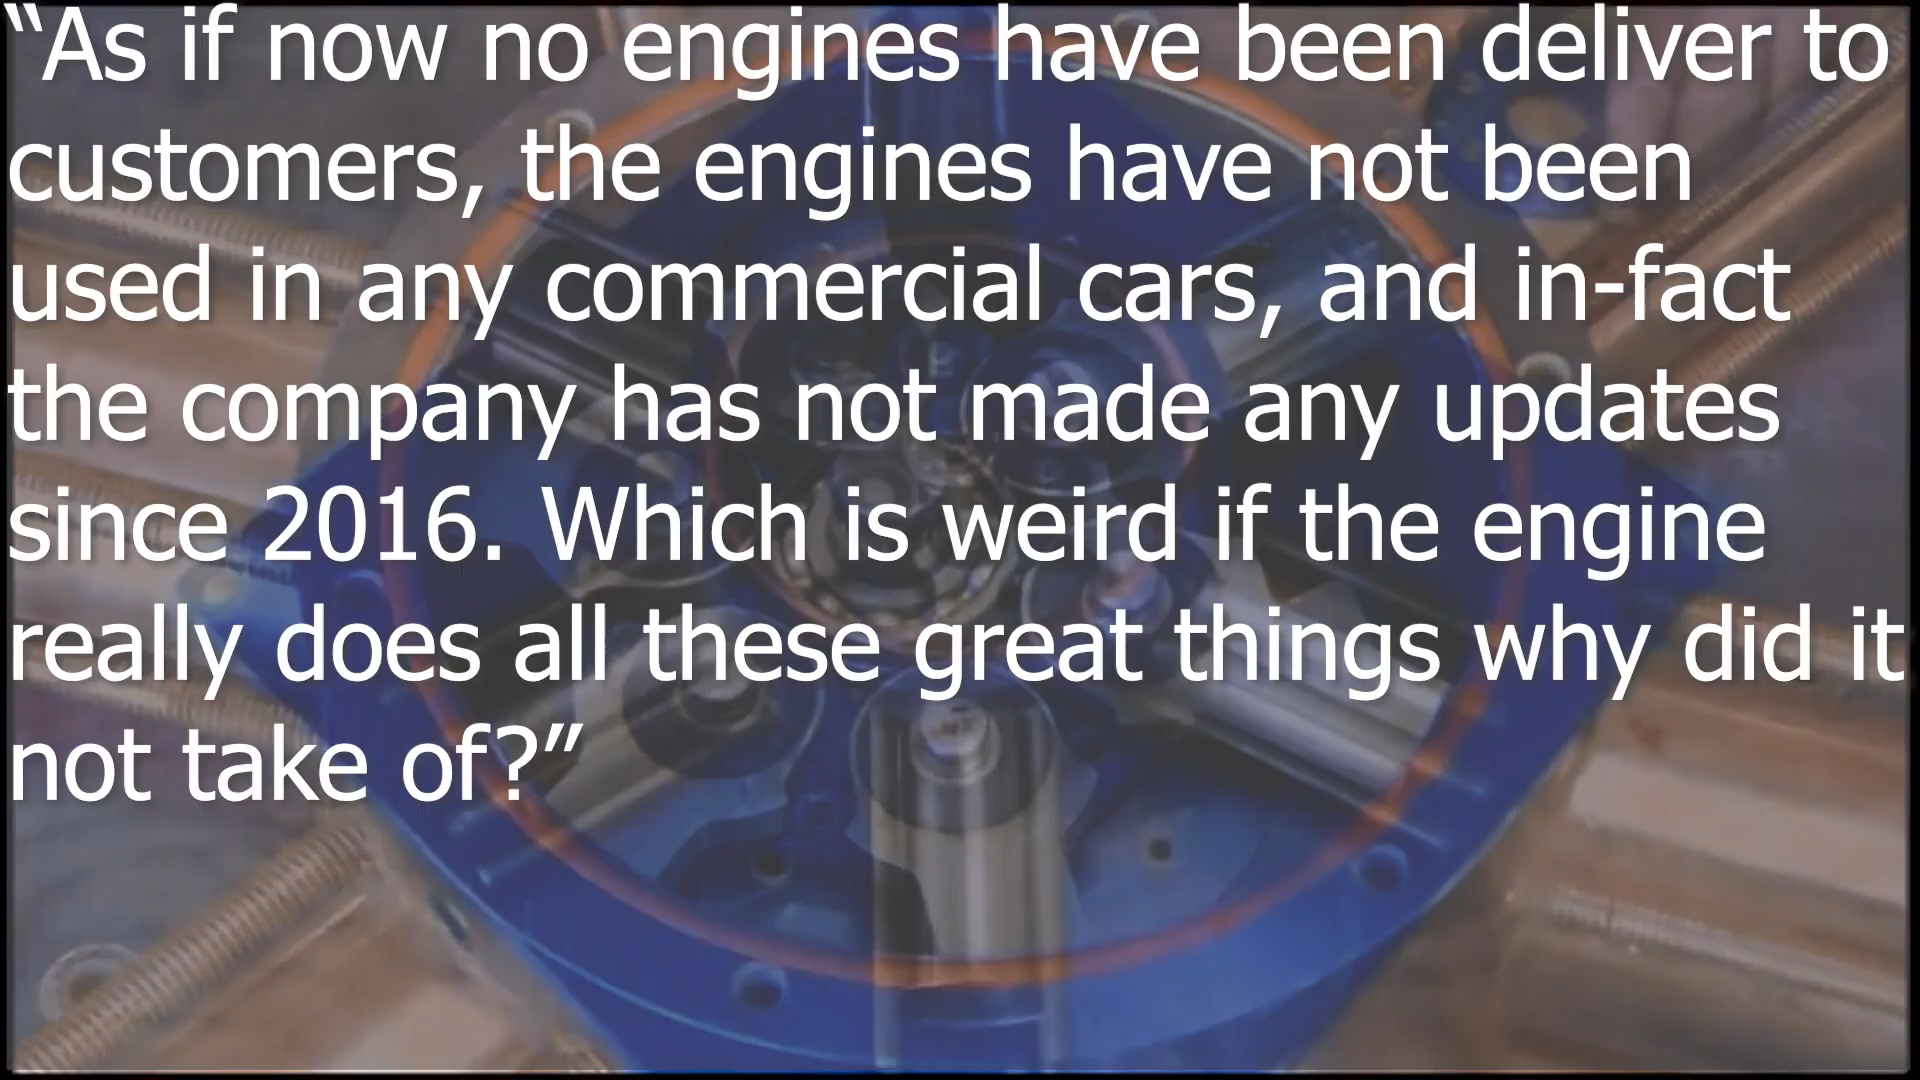 “As if now no engines have been deliver to
customers, the engines have not been
used in any commercial cars, and in-fact
the company has not made any updates
since 2016. Which is weird if the engine
really does all these great things why did it
not take of?”